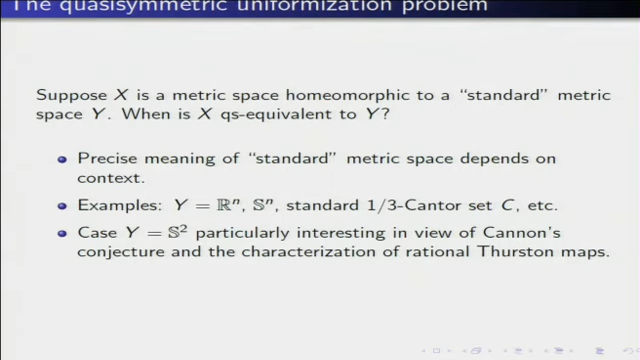 The quasisymmetric uniformization problem
Suppose X is a metric space homeomorphic to a "standard" metric
space Y. When is X qs-equivalent to Y?
Precise meaning of "standard" metric space depends on
context.
Examples: Y = ℝⁿ, 𝕊ⁿ, standard 1/3-Cantor set C, etc.
Case Y = 𝕊² particularly interesting in view of Cannon's
conjecture and the characterization of rational Thurston maps.